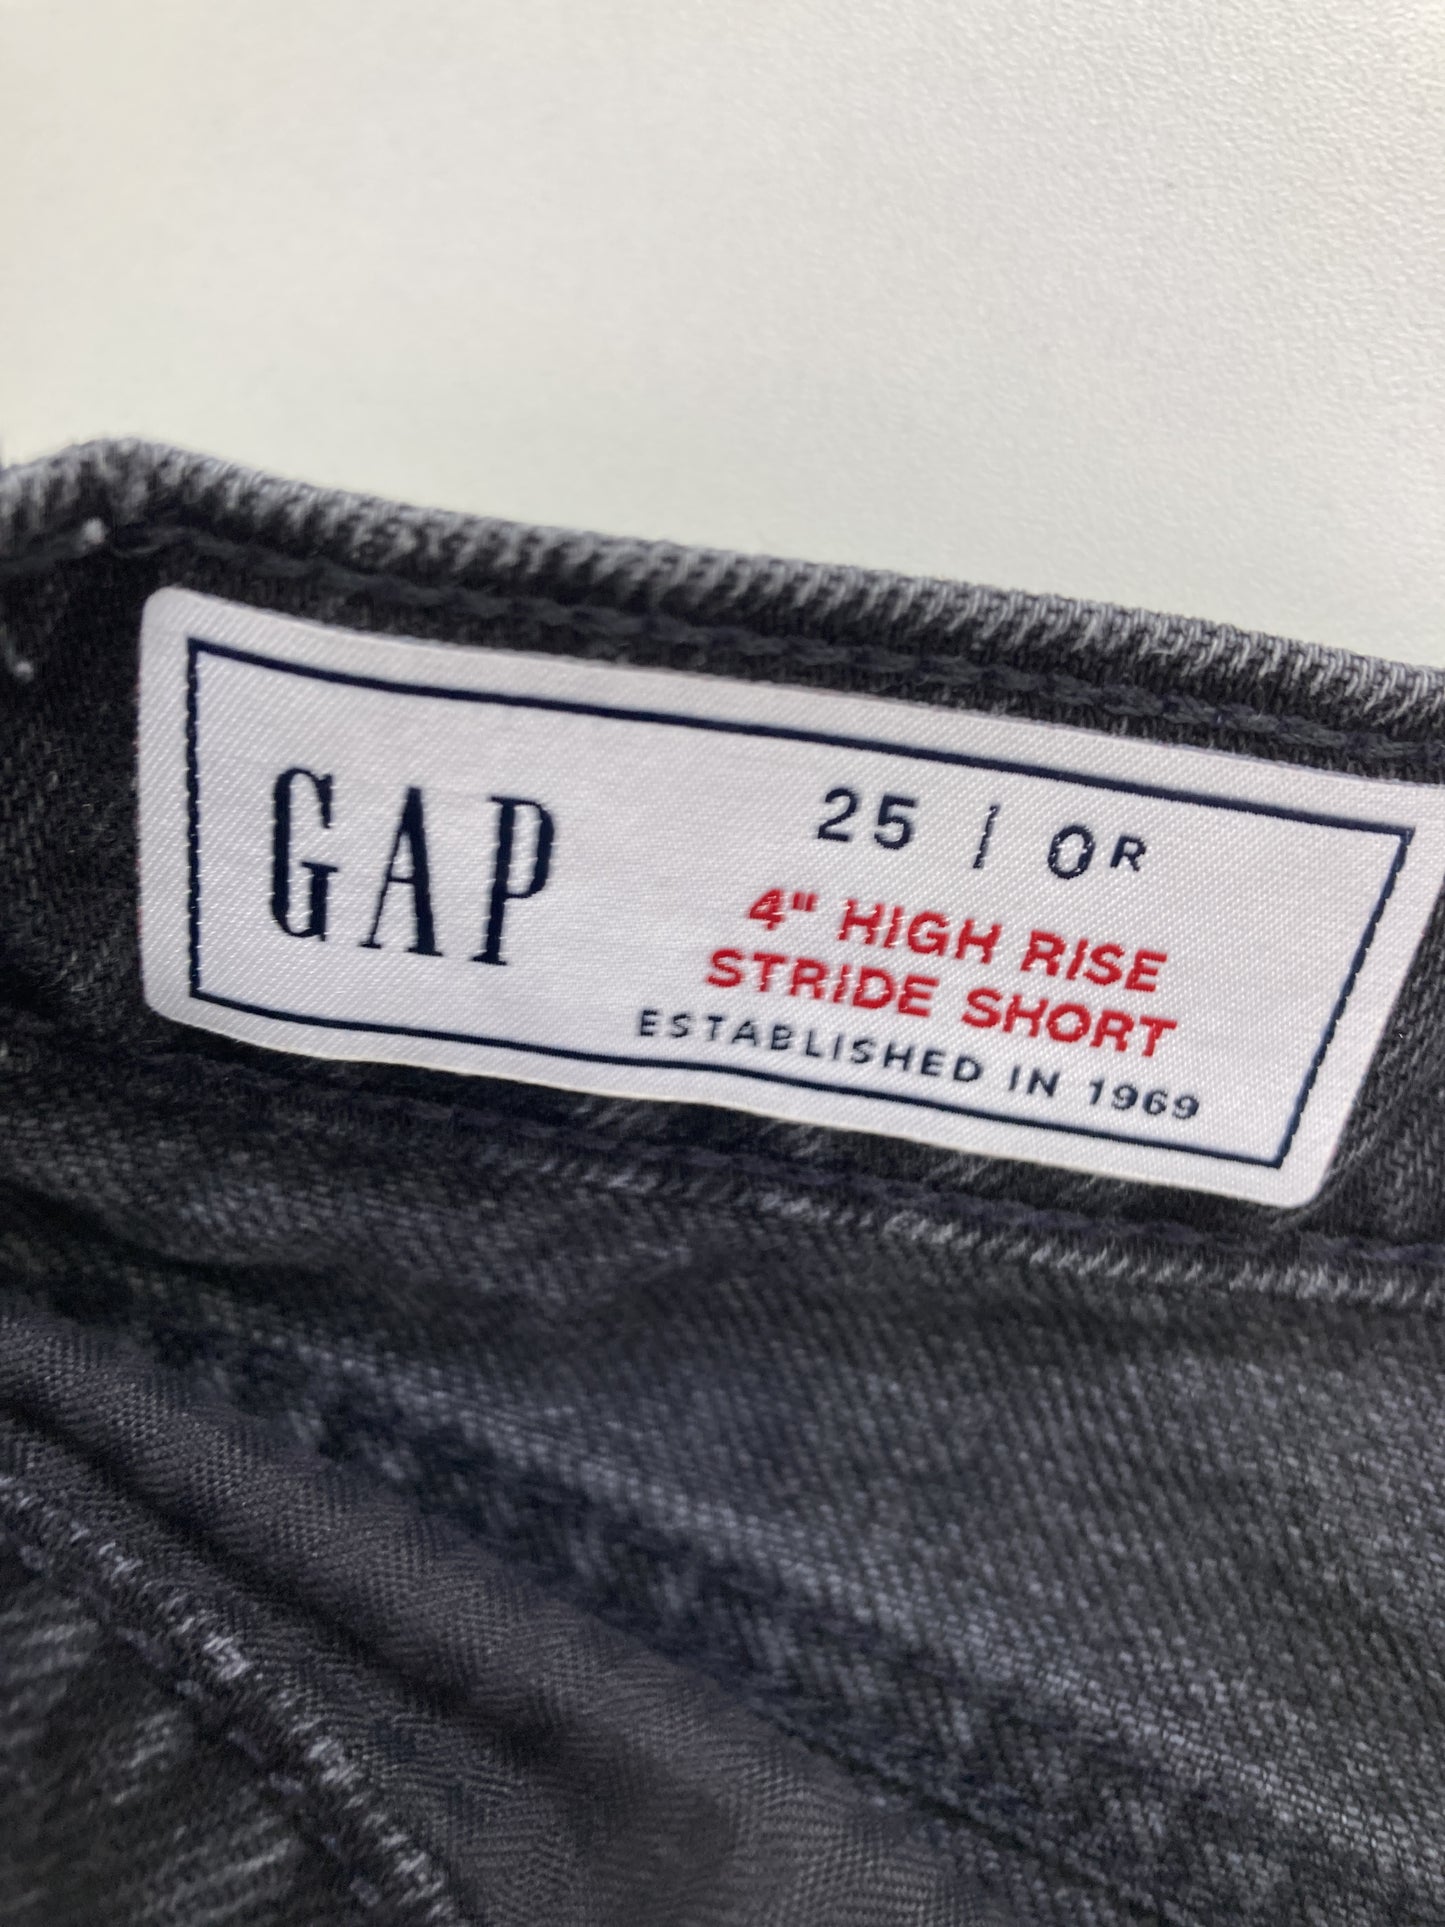 GAP
25 | 0R
4" HIGH RISE
STRIDE SHORT
ESTABLISHED IN 1969